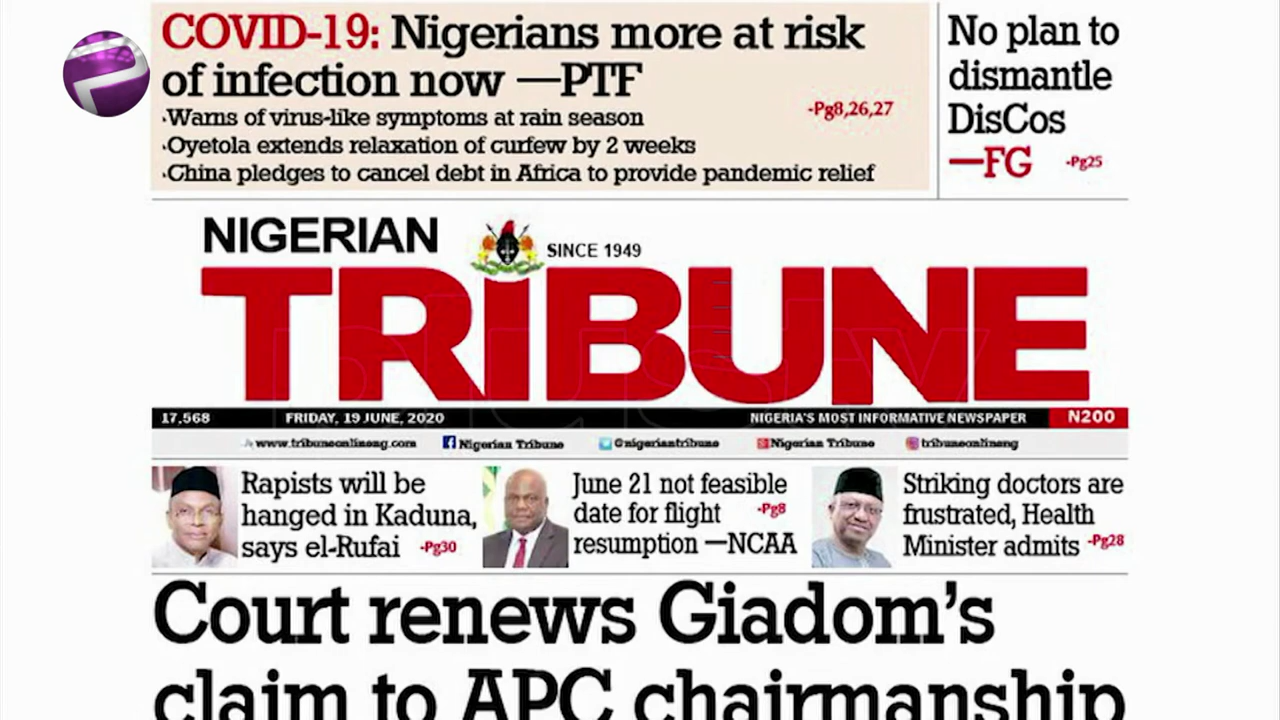 COVID-19: Nigerians more at risk
of infection now —PTF
·Warns of virus-like symptoms at rain season
·Oyetola extends relaxation of curfew by 2 weeks
·China pledges to cancel debt in Africa to provide pandemic relief
-Pg8,26,27
No plan to
dismantle
DisCos
—FG -Pg25
NIGERIAN
SINCE 1949
TRIBUNE
17,568 FRIDAY, 19 JUNE, 2020 NIGERIA'S MOST INFORMATIVE NEWSPAPER N200
www.tribuneonlineng.com Nigerian Tribune @nigeriantribune Nigerian Tribune tribuneonlineng
Rapists will be
hanged in Kaduna,
says el-Rufai -Pg30
June 21 not feasible
date for flight -Pg8
resumption —NCAA
Striking doctors are
frustrated, Health
Minister admits -Pg28
Court renews Giadom's
claim to APC chairmanship